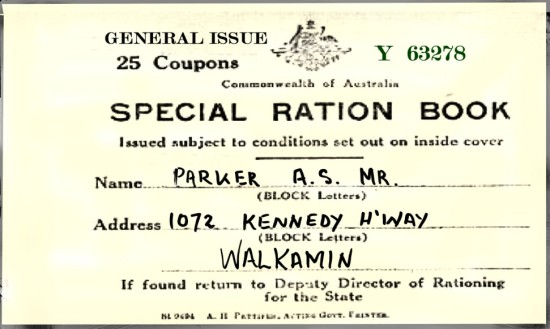 GENERAL ISSUE
25 Coupons
Y 63278
Commonwealth of Australia
SPECIAL RATION BOOK
Issued subject to conditions set out on inside cover
Name PARKER A.S. MR.
(BLOCK Letters)
Address 1072 KENNEDY H'WAY
(BLOCK Letters)
WALKAMIN
If found return to Deputy Director of Rationing
for the State
A. H. PETTIFER, ACTING GOVT. PRINTER.